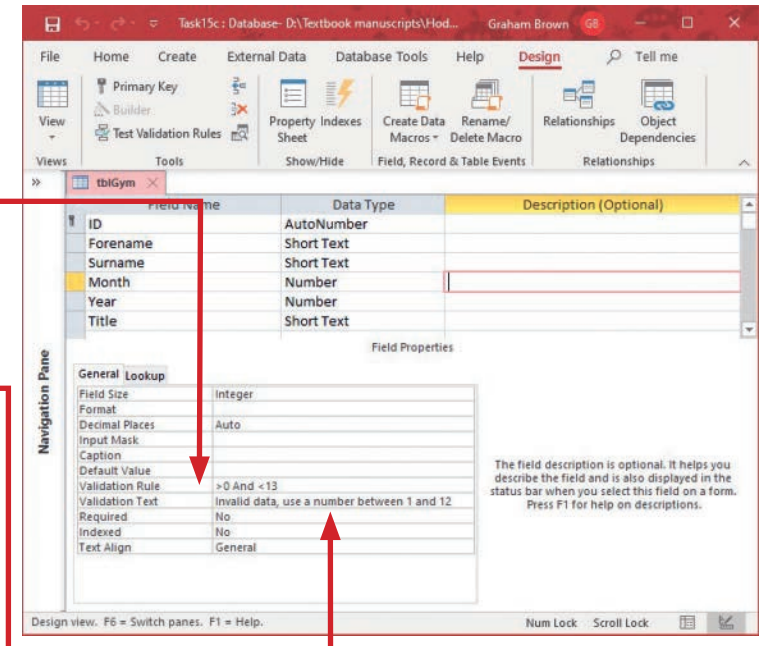 Task15c : Database- D:\Textbook manuscripts\Hod... Graham Brown GB
File Home Create External Data Database Tools Help Design Tell me
View
Primary Key
Builder
Test Validation Rules
Property Sheet
Indexes
Create Data Macros
Rename/ Delete Macro
Relationships
Object Dependencies
Views Tools Show/Hide Field, Record & Table Events Relationships
» tblGym
Field Name Data Type Description (Optional)
ID AutoNumber
Forename Short Text
Surname Short Text
Month Number
Year Number
Title Short Text
Field Properties
Navigation Pane
General Lookup
Field Size Integer
Format
Decimal Places Auto
Input Mask
Caption
Default Value
Validation Rule >0 And <13
Validation Text Invalid data, use a number between 1 and 12
Required No
Indexed No
Text Align General
The field description is optional. It helps you
describe the field and is also displayed in the
status bar when you select this field on a form.
Press F1 for help on descriptions.
Design view. F6 = Switch panes. F1 = Help. Num Lock Scroll Lock